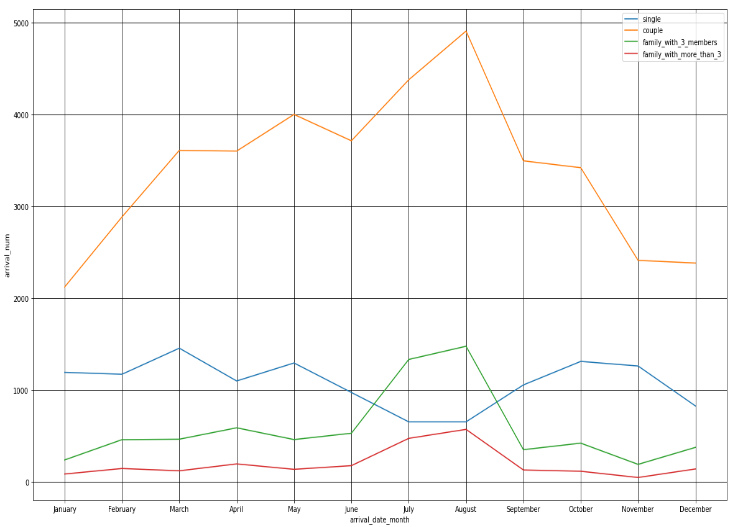 single
couple
family_with_3_members
family_with_more_than_3
5000
4000
3000
2000
1000
0
arrival_num
January February March April May June July August September October November December
arrival_date_month